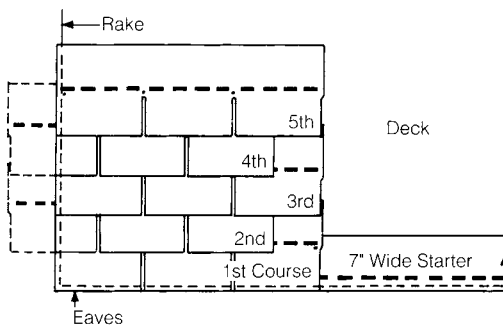 Rake
5th
Deck
4th
3rd
2nd
7" Wide Starter
1st Course
Eaves